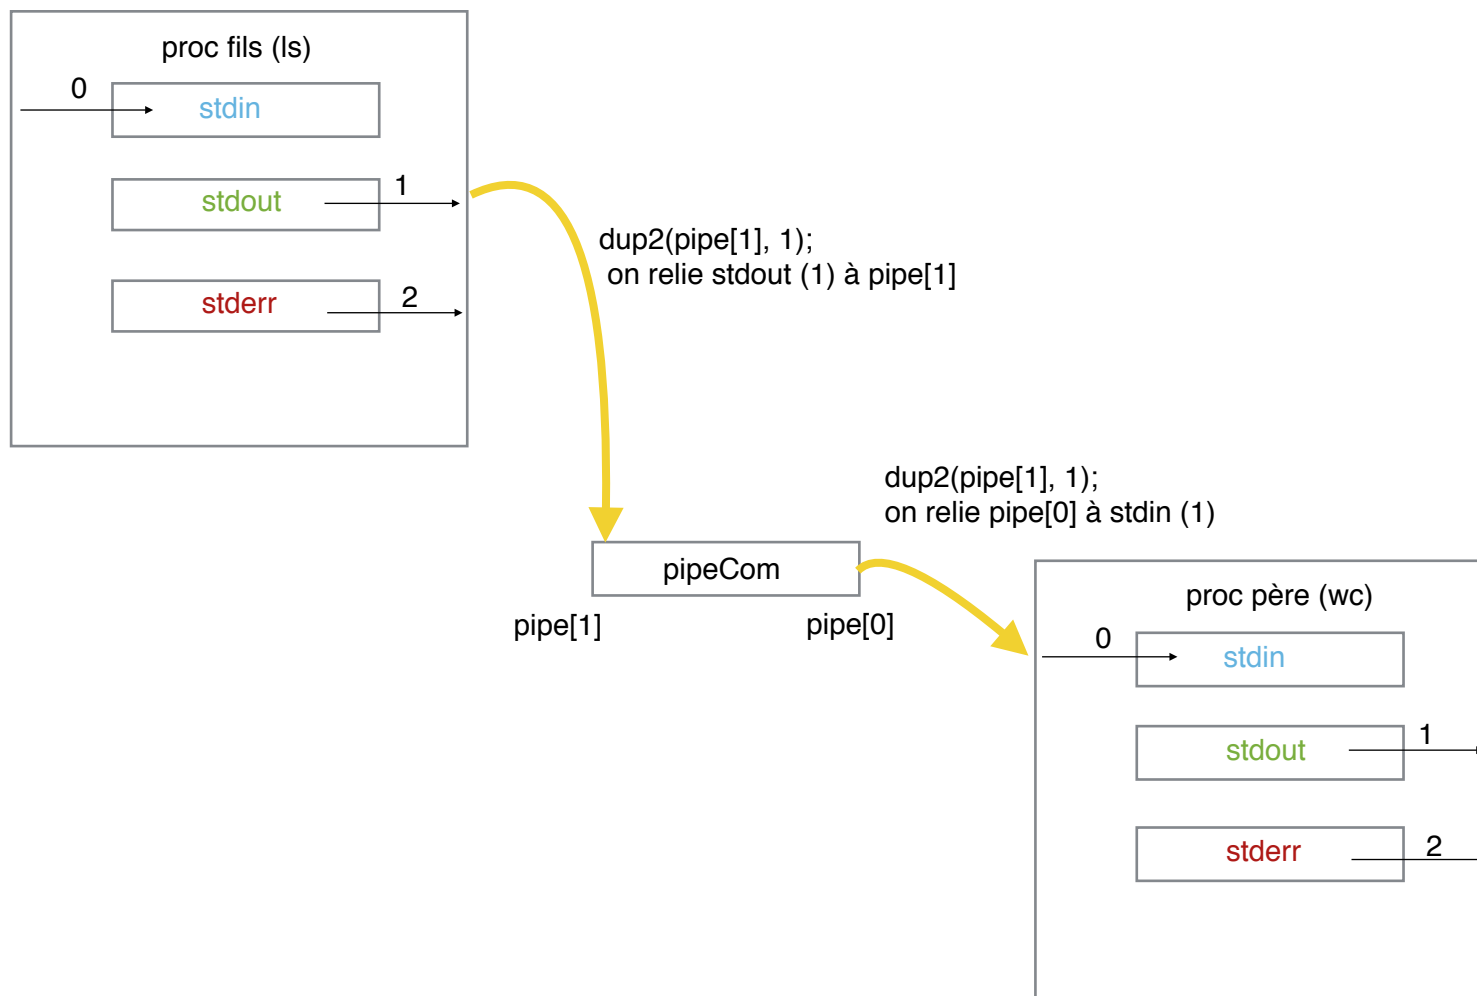 proc fils (ls)
0
stdin
stdout
1
stderr
2
dup2(pipe[1], 1);
on relie stdout (1) à pipe[1]
dup2(pipe[1], 1);
on relie pipe[0] à stdin (1)
pipeCom
pipe[1]
pipe[0]
proc père (wc)
0
stdin
stdout
1
stderr
2